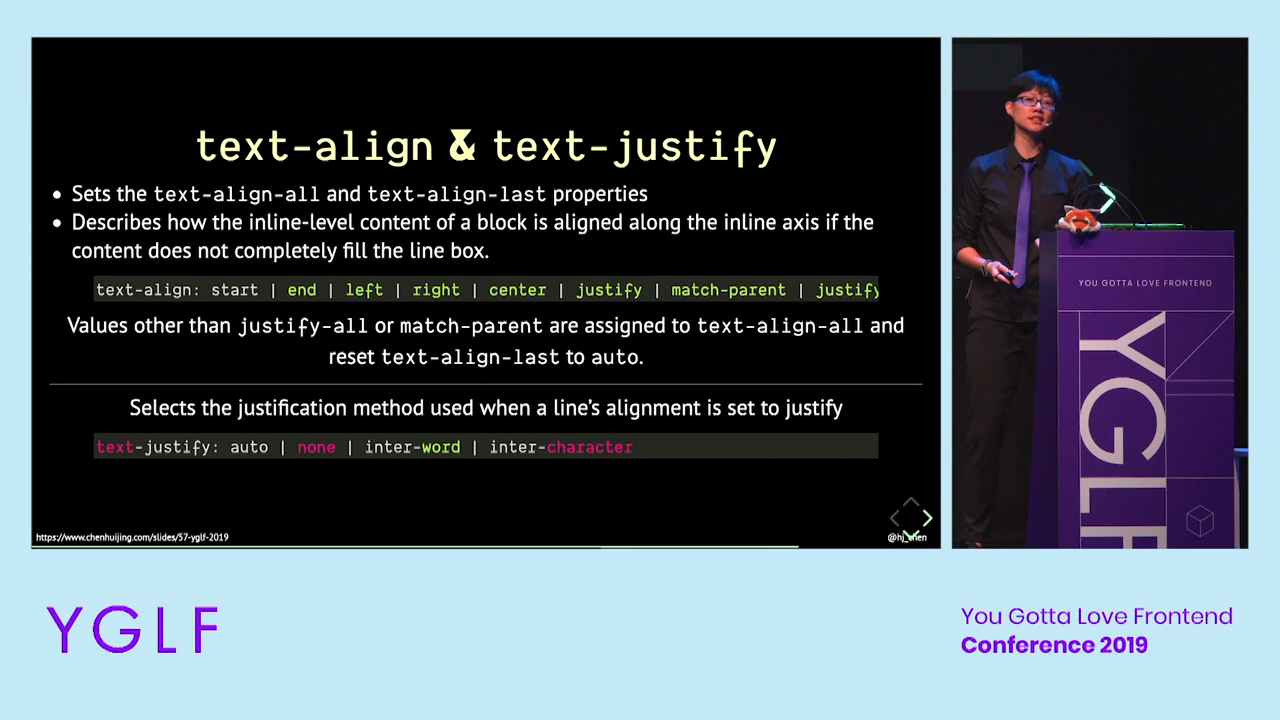 text-align & text-justify
• Sets the text-align-all and text-align-last properties
• Describes how the inline-level content of a block is aligned along the inline axis if the
content does not completely fill the line box.
text-align: start | end | left | right | center | justify | match-parent | justify
Values other than justify-all or match-parent are assigned to text-align-all and
reset text-align-last to auto.
Selects the justification method used when a line's alignment is set to justify
text-justify: auto | none | inter-word | inter-character
https://www.chenhuijing.com/slides/57-yglf-2019
@hj_chen
YOU GOTTA LOVE FRONTEND
YGLF
YGLF
You Gotta Love Frontend
Conference 2019